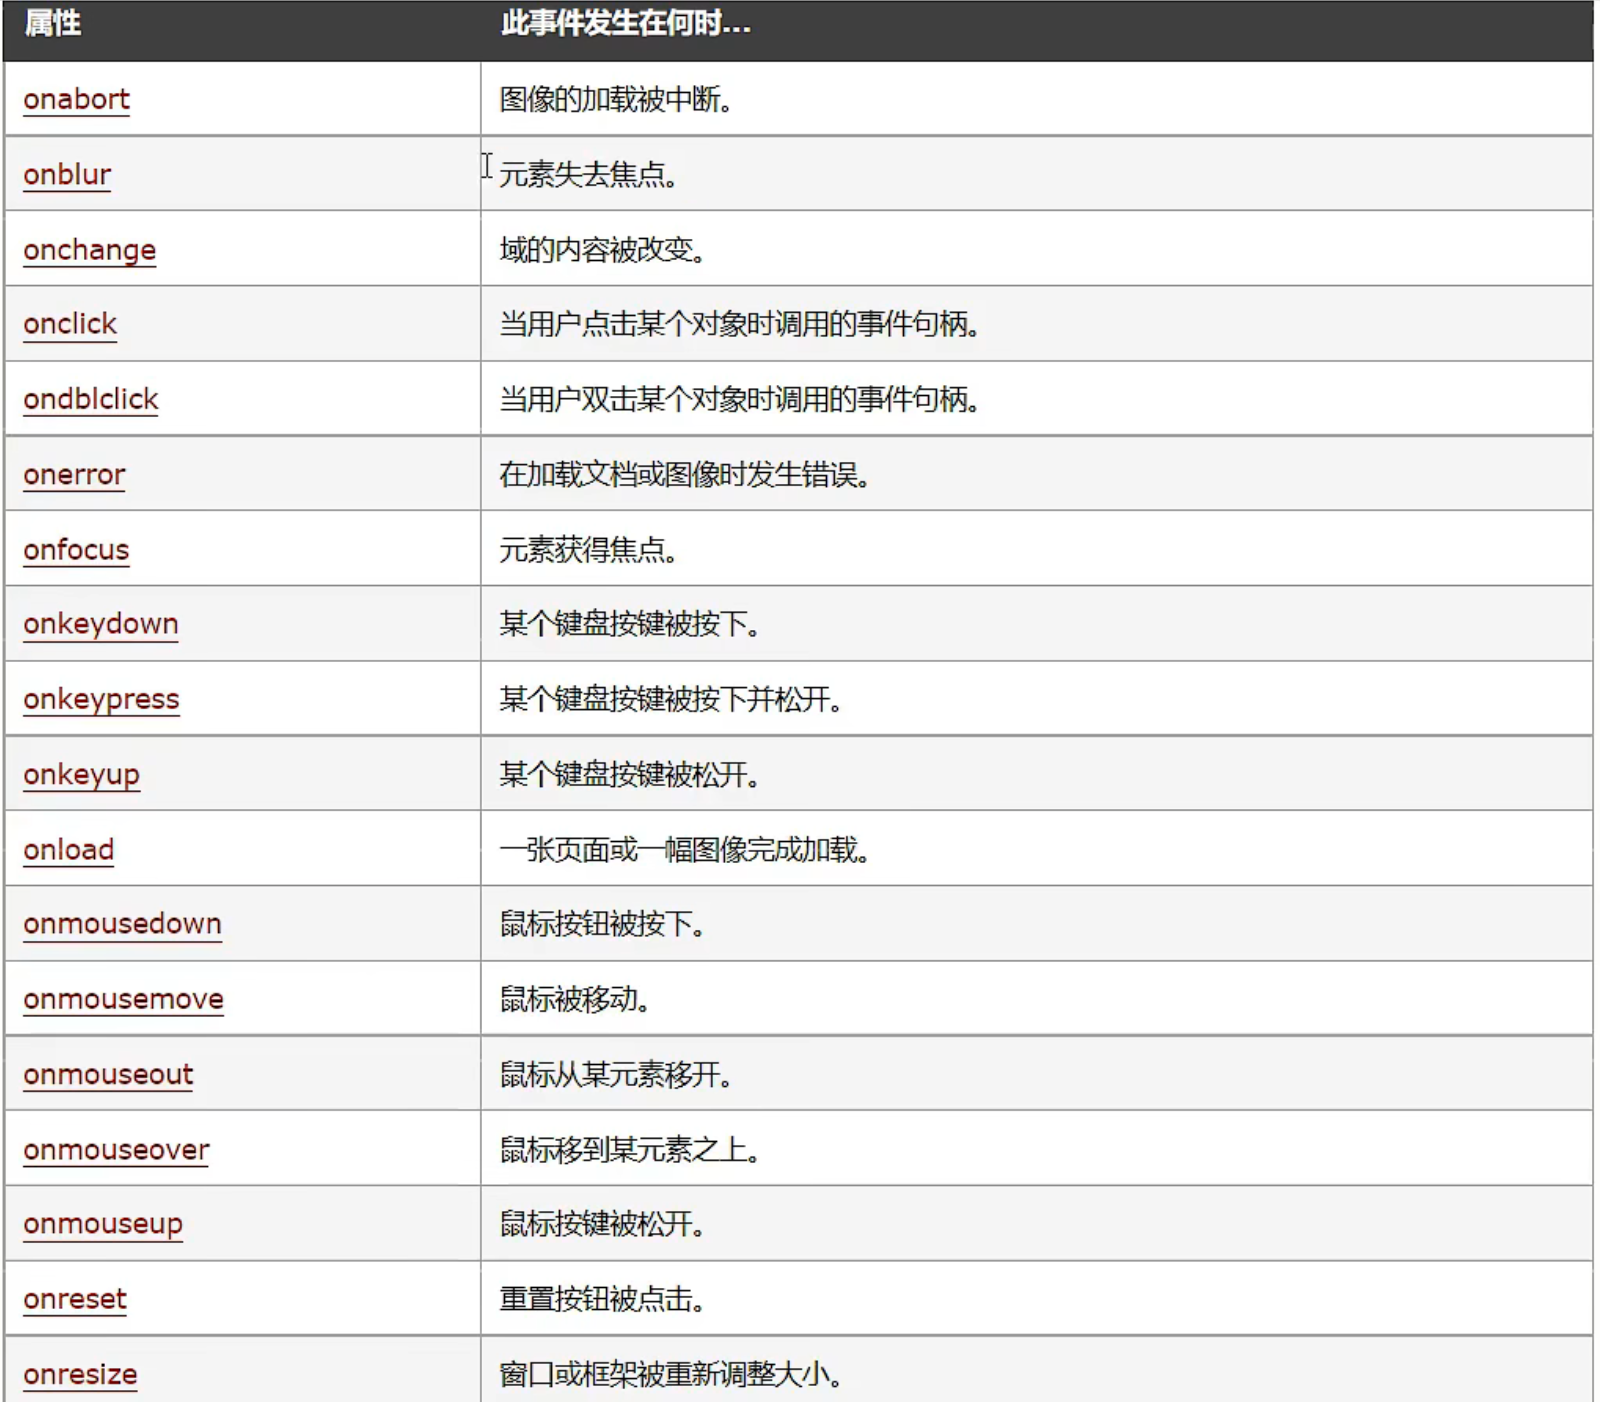 属性 此事件发生在何时...
onabort 图像的加载被中断。
onblur 元素失去焦点。
onchange 域的内容被改变。
onclick 当用户点击某个对象时调用的事件句柄。
ondblclick 当用户双击某个对象时调用的事件句柄。
onerror 在加载文档或图像时发生错误。
onfocus 元素获得焦点。
onkeydown 某个键盘按键被按下。
onkeypress 某个键盘按键被按下并松开。
onkeyup 某个键盘按键被松开。
onload 一张页面或一幅图像完成加载。
onmousedown 鼠标按钮被按下。
onmousemove 鼠标被移动。
onmouseout 鼠标从某元素移开。
onmouseover 鼠标移到某元素之上。
onmouseup 鼠标按键被松开。
onreset 重置按钮被点击。
onresize 窗口或框架被重新调整大小。